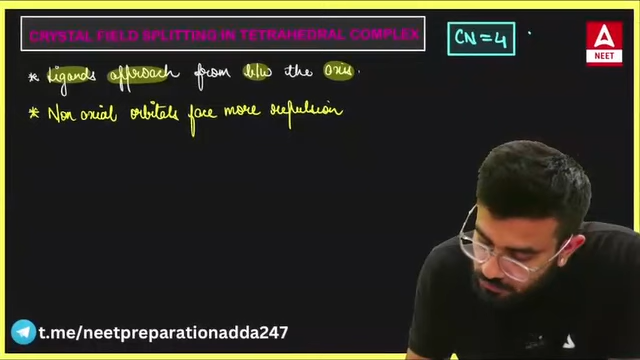 CRYSTAL FIELD SPLITTING IN TETRAHEDRAL COMPLEX
CN = 4
A
NEET
* Ligands approach from b/w the axis.
* Non axial orbitals face more repulsion
t.me/neetpreparationadda247